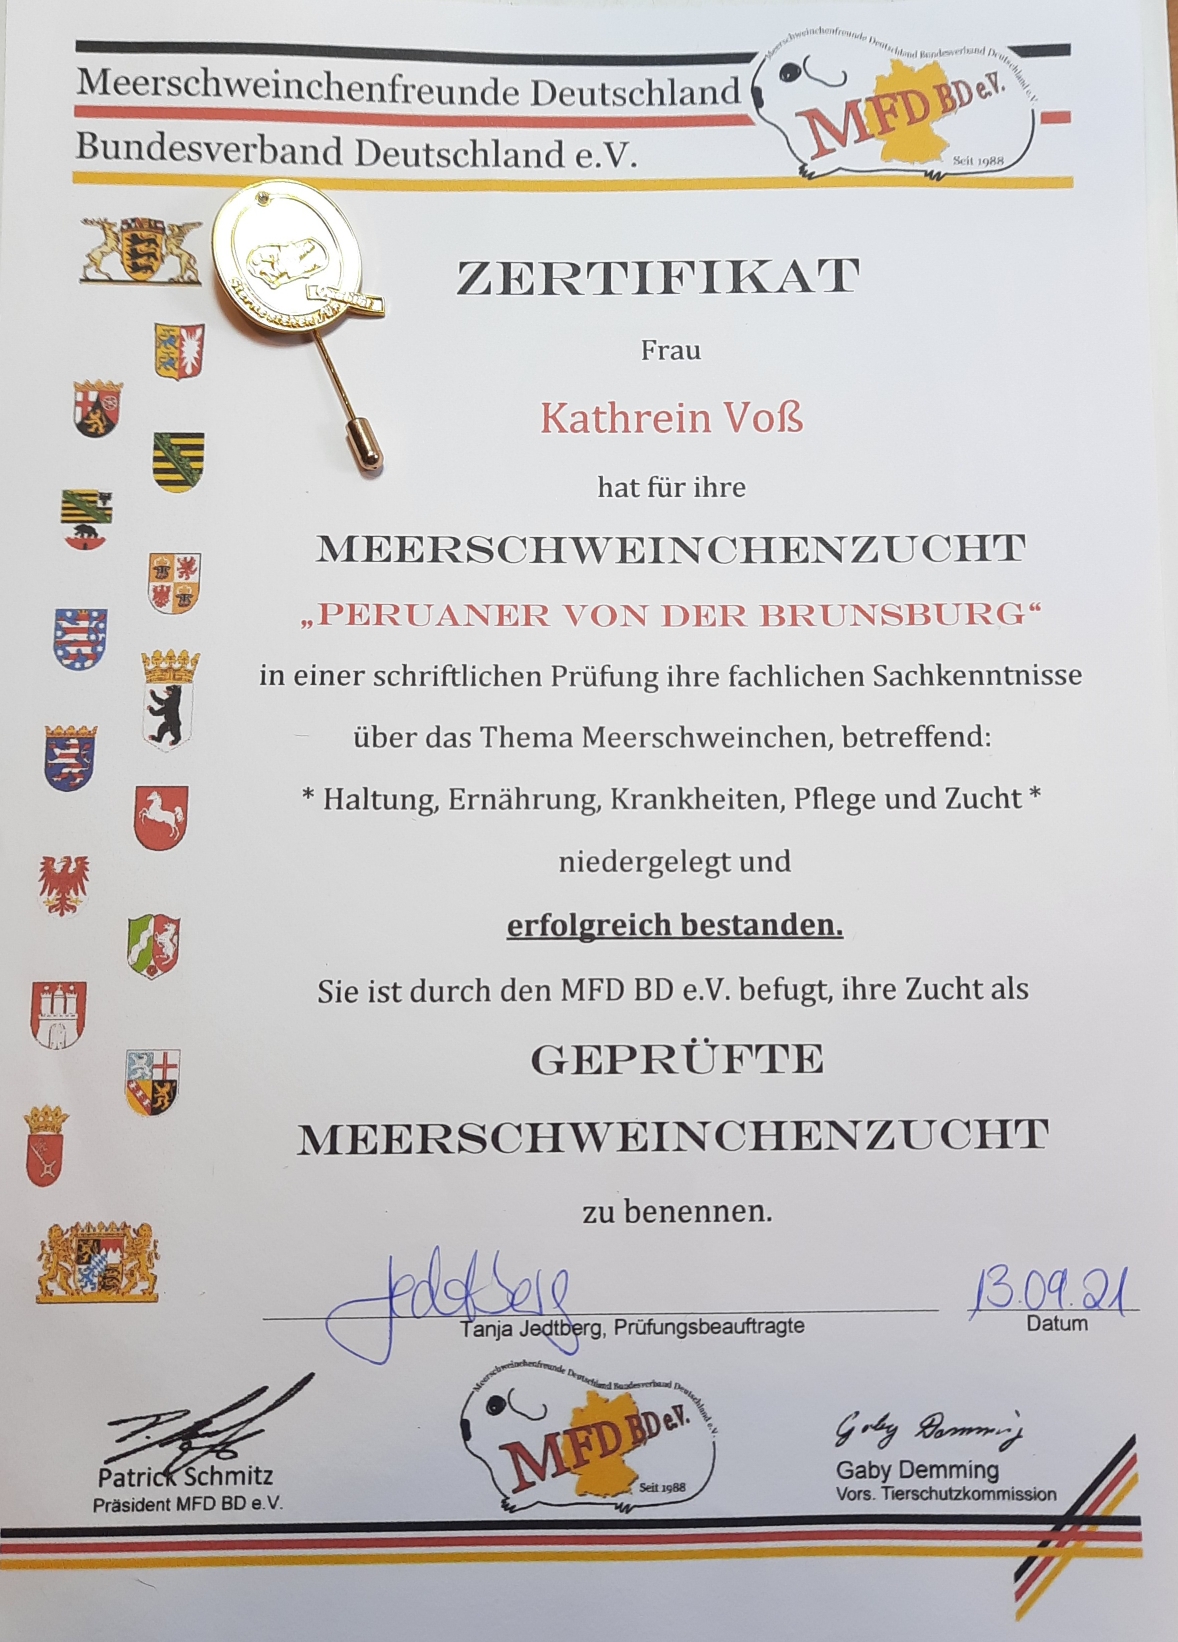 Meerschweinchenfreunde Deutschland
Bundesverband Deutschland e.V.
Meerschweinchenfreunde Deutschland Bundesverband Deutschland e.V.
MFD BD e.V.
Seit 1988
ZERTIFIKAT
Frau
Kathrein Voß
hat für ihre
MEERSCHWEINCHENZUCHT
„PERUANER VON DER BRUNSBURG“
in einer schriftlichen Prüfung ihre fachlichen Sachkenntnisse
über das Thema Meerschweinchen, betreffend:
* Haltung, Ernährung, Krankheiten, Pflege und Zucht *
niedergelegt und
erfolgreich bestanden.
Sie ist durch den MFD BD e.V. befugt, ihre Zucht als
GEPRÜFTE
MEERSCHWEINCHENZUCHT
zu benennen.
Jedtberg
13.09.21
Tanja Jedtberg, Prüfungsbeauftragte
Datum
Meerschweinchenfreunde Deutschland Bundesverband Deutschland e.V.
MFD BD e.V.
Seit 1988
Gaby Demming
Patrick Schmitz
Präsident MFD BD e.V.
Gaby Demming
Vors. Tierschutzkommission